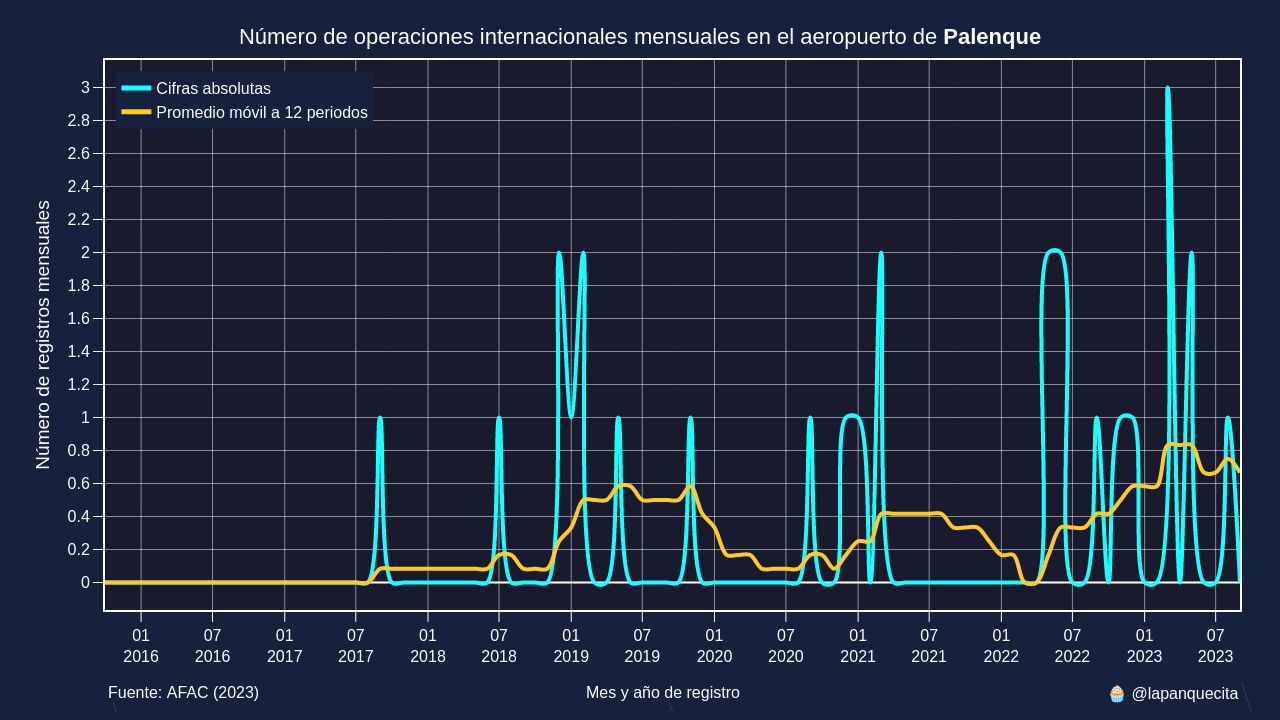 Número de operaciones internacionales mensuales en el aeropuerto de Palenque
Cifras absolutas
Promedio móvil a 12 periodos
Número de registros mensuales
3
2.8
2.6
2.4
2.2
2
1.8
1.6
1.4
1.2
1
0.8
0.6
0.4
0.2
0
01 07 01 07 01 07 01 07 01 07 01 07 01 07 01 07
2016 2016 2017 2017 2018 2018 2019 2019 2020 2020 2021 2021 2022 2022 2023 2023
Fuente: AFAC (2023)
Mes y año de registro
🧁 @lapanquecita